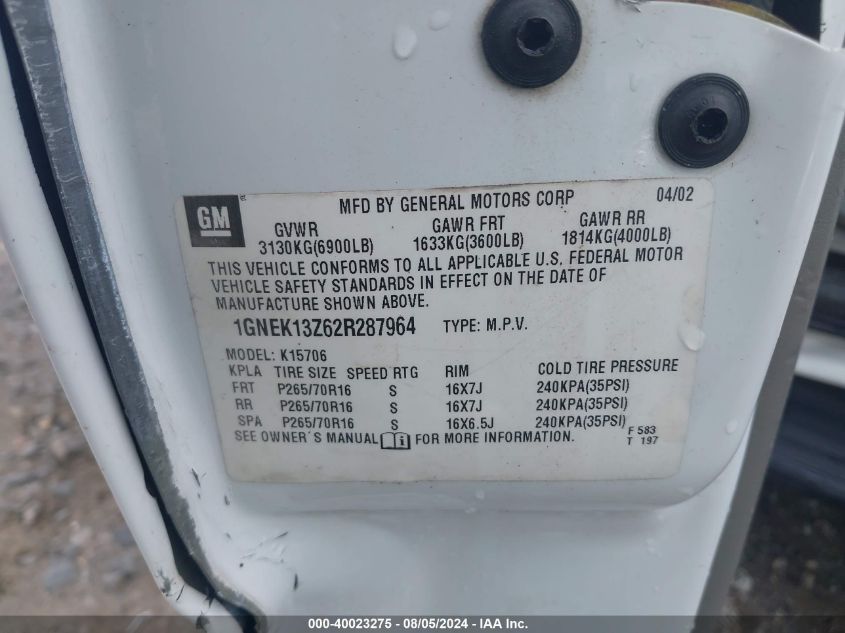 GM
MFD BY GENERAL MOTORS CORP 04/02
GVWR GAWR FRT GAWR RR
3130KG(6900LB) 1633KG(3600LB) 1814KG(4000LB)
THIS VEHICLE CONFORMS TO ALL APPLICABLE U.S. FEDERAL MOTOR
VEHICLE SAFETY STANDARDS IN EFFECT ON THE DATE OF
MANUFACTURE SHOWN ABOVE.
1GNEK13Z62R287964 TYPE: M.P.V.
MODEL: K15706
KPLA TIRE SIZE SPEED RTG RIM COLD TIRE PRESSURE
FRT P265/70R16 S 16X7J 240KPA(35PSI)
RR P265/70R16 S 16X7J 240KPA(35PSI)
SPA P265/70R16 S 16X6.5J 240KPA(35PSI)
SEE OWNER'S MANUAL i FOR MORE INFORMATION. F 583
T 197
000-40023275 - 08/05/2024 - IAA Inc.